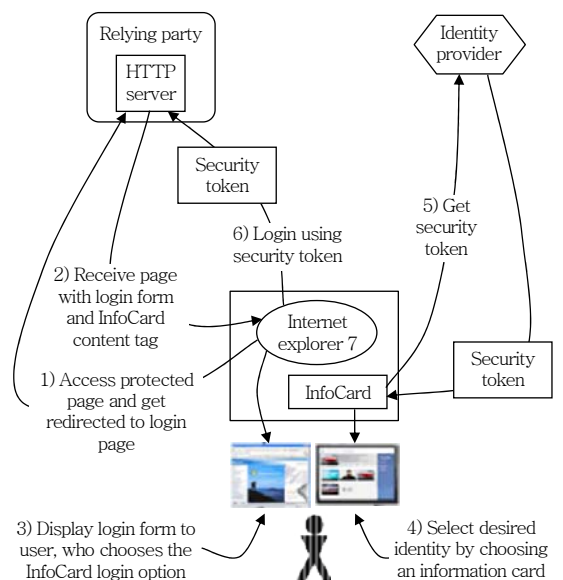 Relying party
HTTP
server
Identity
provider
Security
token
5) Get
security
token
6) Login using
security token
2) Receive page
with login form
and InfoCard
content tag
Internet
explorer 7
InfoCard
Security
token
1) Access protected
page and get
redirected to login
page
3) Display login form to
user, who chooses the
InfoCard login option
4) Select desired
identity by choosing
an information card